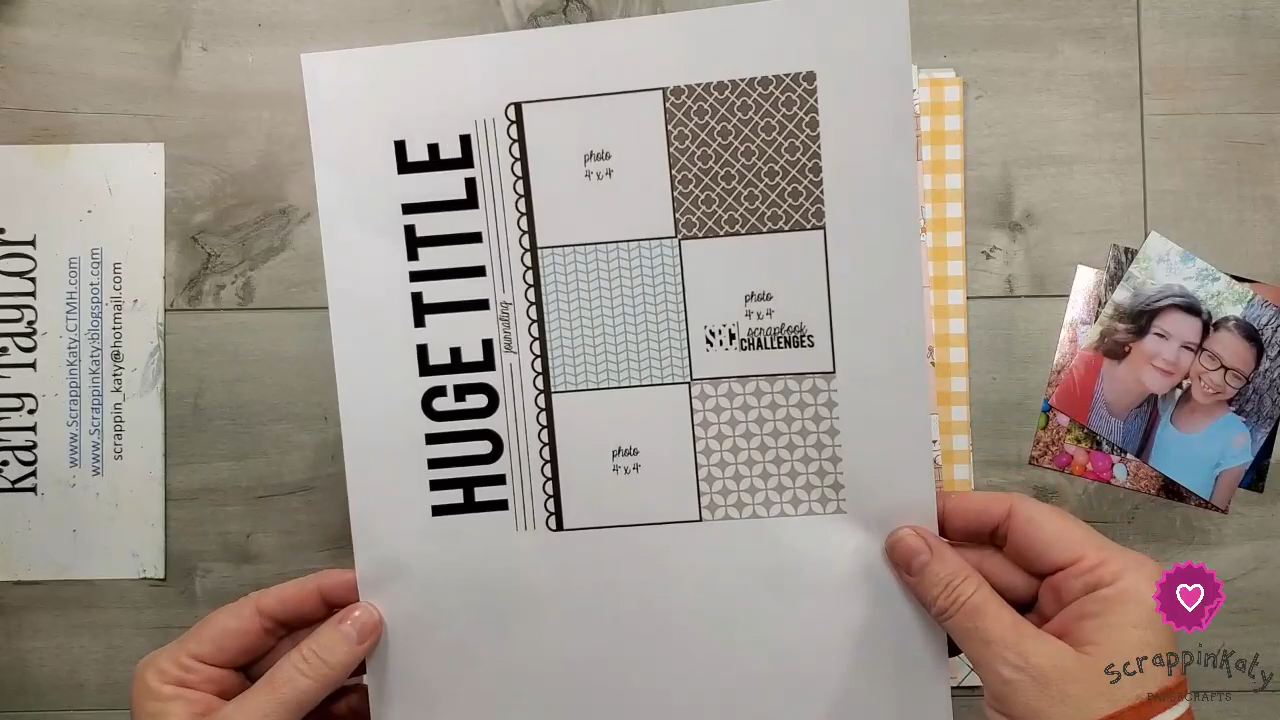 Katy Taylor
www.ScrappinKaty.CTMH.com
www.ScrappinKaty.blogspot.com
scrappin_katy@hotmail.com
HUGE TITLE
journaling
photo
4" x 4"
photo
4" x 4"
SBC scrapbook
CHALLENGES
photo
4" x 4"
ScrappinKaty
PAPERCRAFTS